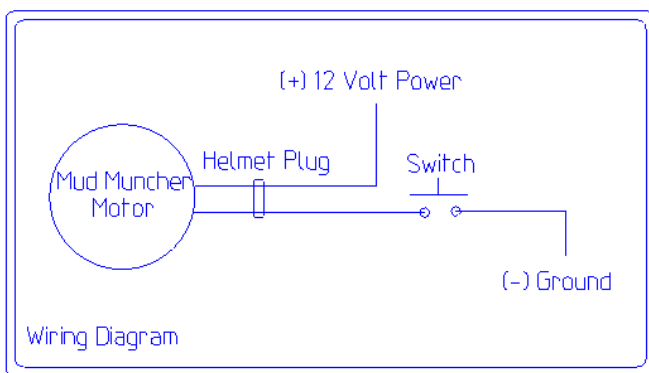 (+) 12 Volt Power
Helmet Plug
Switch
Mud Muncher
Motor
(-) Ground
Wiring Diagram